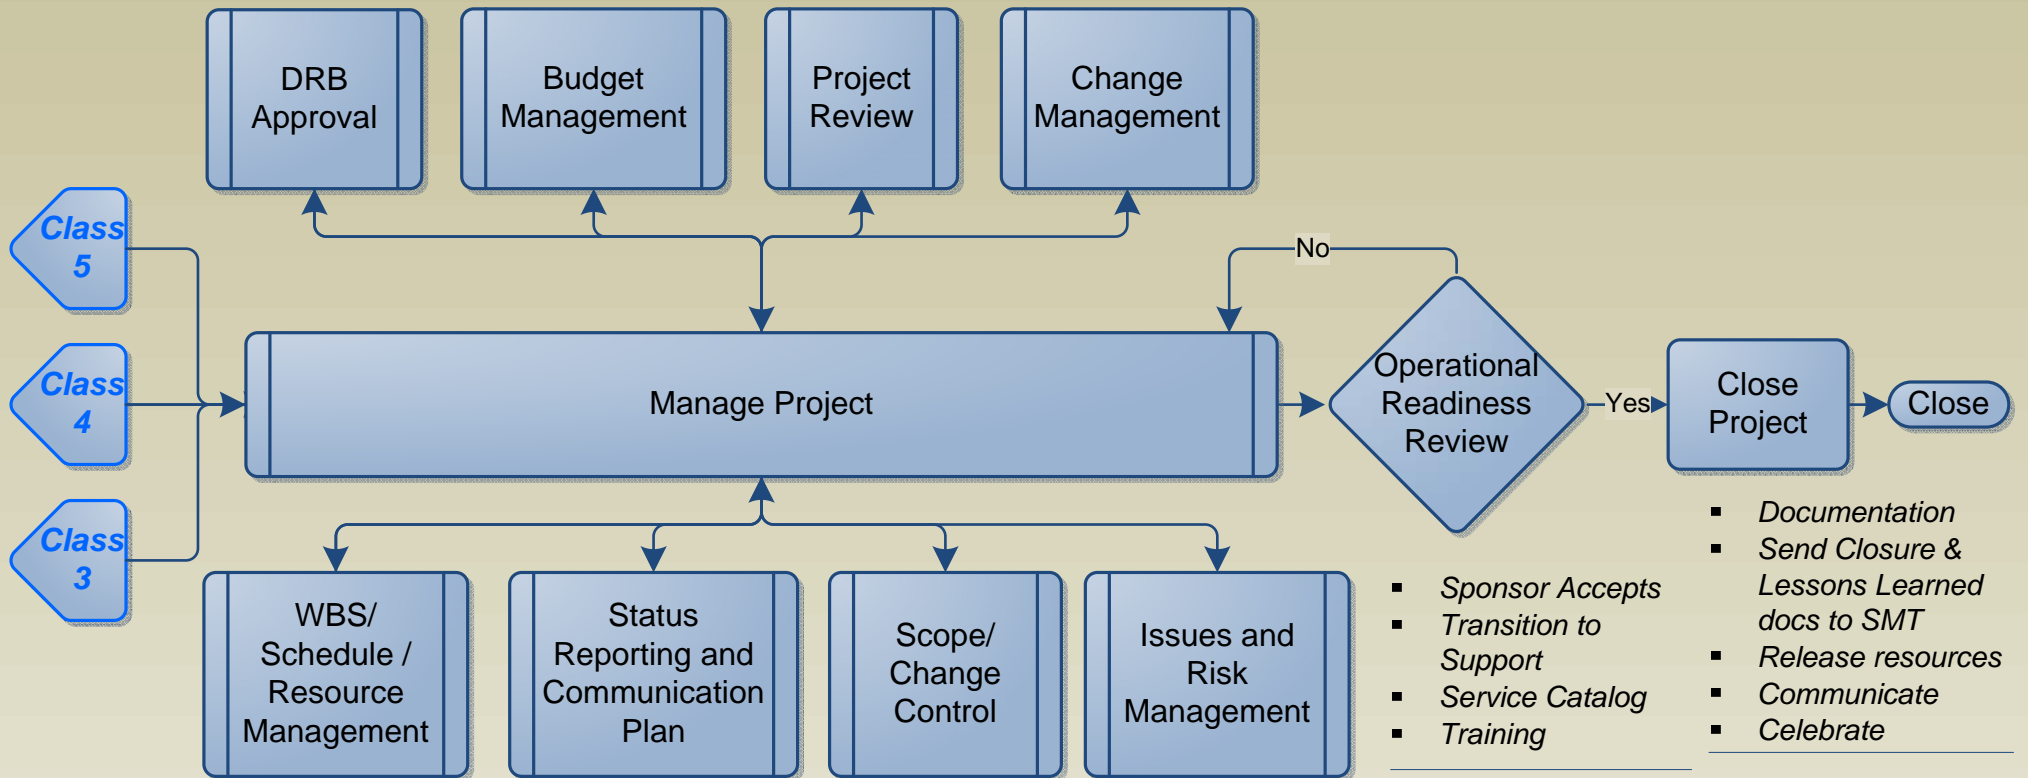 DRB
Approval
Budget
Management
Project
Review
Change
Management
Class
5
Class
4
Class
3
No
Manage Project
Operational
Readiness
Review
Yes
Close
Project
Close
WBS/
Schedule /
Resource
Management
Status
Reporting and
Communication
Plan
Scope/
Change
Control
Issues and
Risk
Management
▪ Sponsor Accepts
▪ Transition to
Support
▪ Service Catalog
▪ Training
▪ Documentation
▪ Send Closure &
Lessons Learned
docs to SMT
▪ Release resources
▪ Communicate
▪ Celebrate